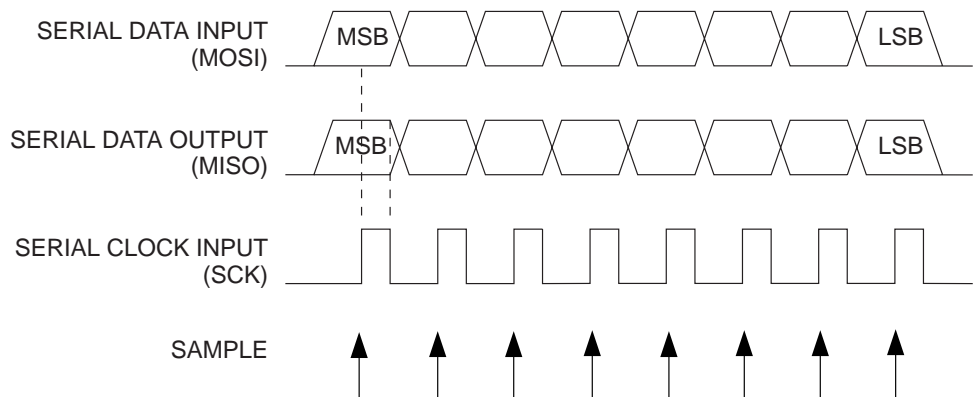 SERIAL DATA INPUT
(MOSI)
MSB
LSB
SERIAL DATA OUTPUT
(MISO)
MSB
LSB
SERIAL CLOCK INPUT
(SCK)
SAMPLE